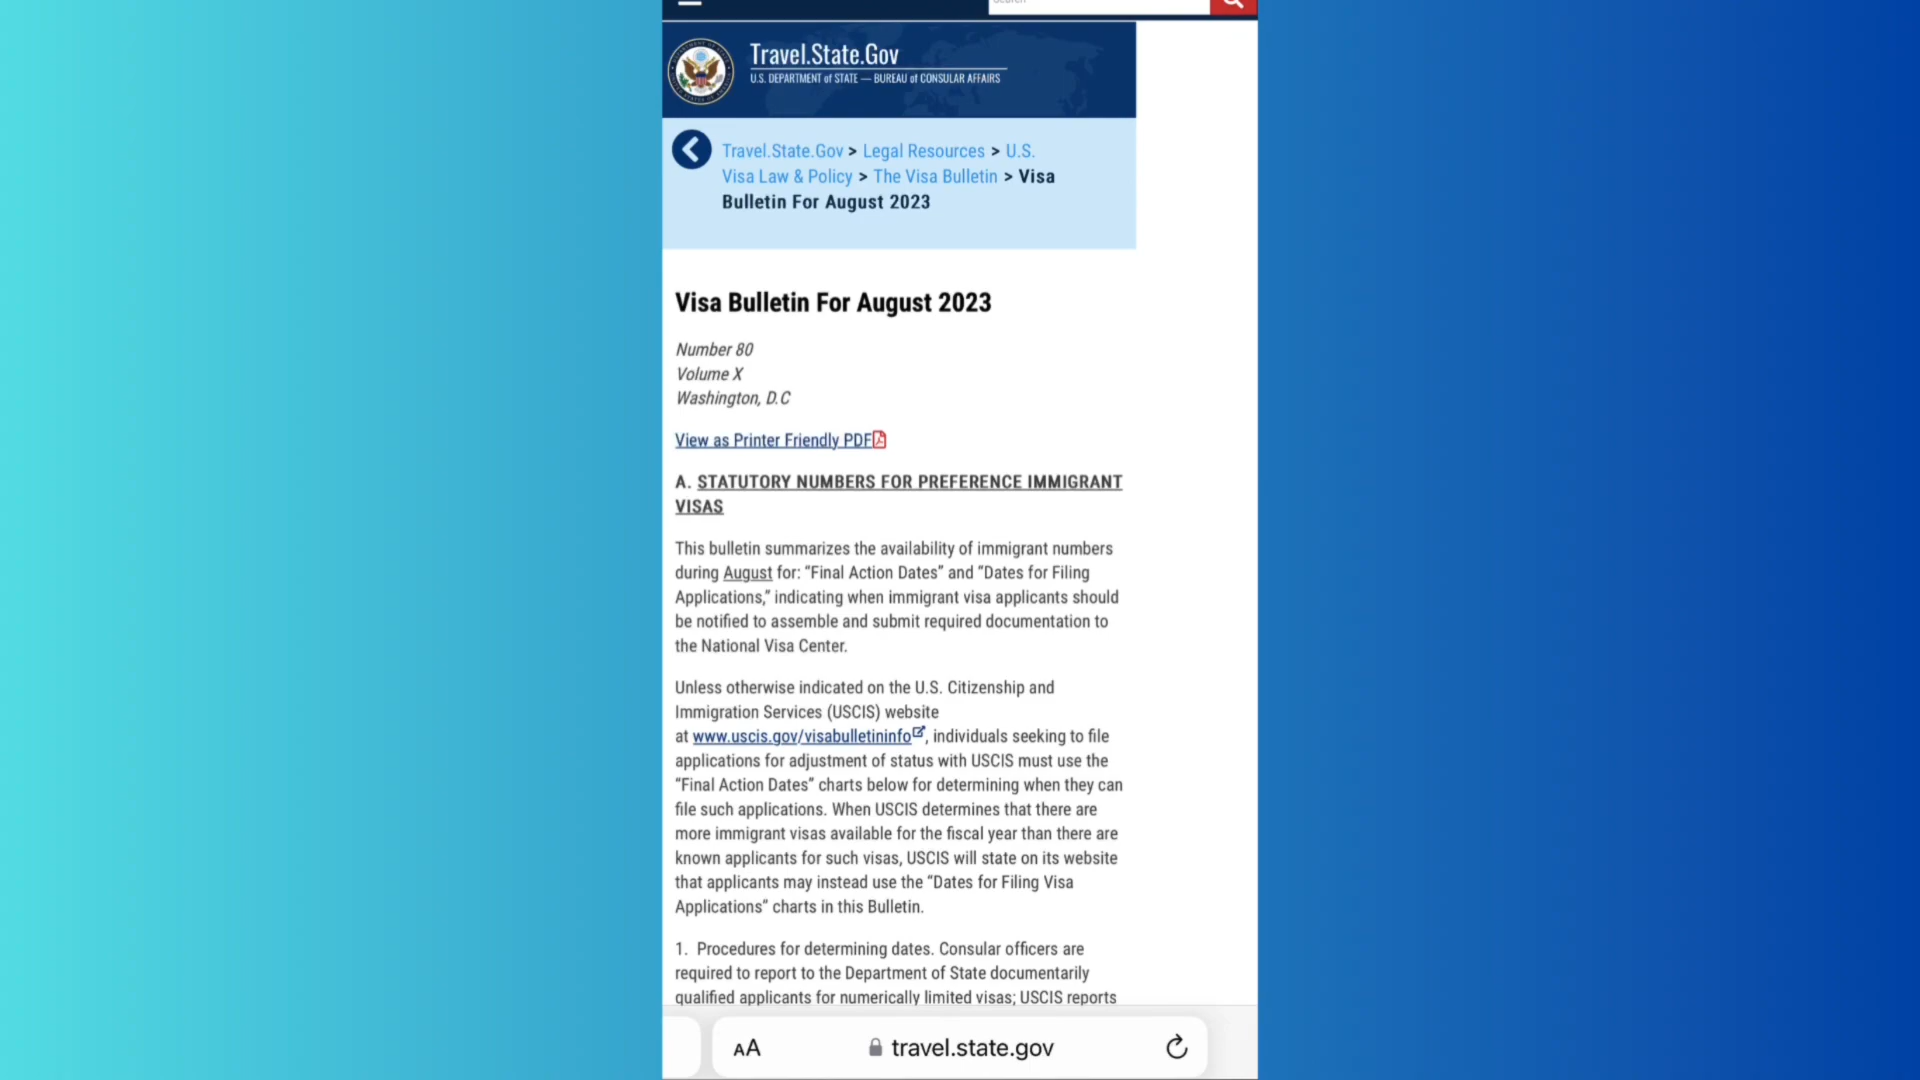 Search
Travel.State.Gov
U.S. DEPARTMENT of STATE — BUREAU of CONSULAR AFFAIRS
Travel.State.Gov > Legal Resources > U.S.
Visa Law & Policy > The Visa Bulletin > Visa
Bulletin For August 2023
Visa Bulletin For August 2023
Number 80
Volume X
Washington, D.C
View as Printer Friendly PDF
A. STATUTORY NUMBERS FOR PREFERENCE IMMIGRANT
VISAS
This bulletin summarizes the availability of immigrant numbers
during August for: “Final Action Dates” and “Dates for Filing
Applications,” indicating when immigrant visa applicants should
be notified to assemble and submit required documentation to
the National Visa Center.
Unless otherwise indicated on the U.S. Citizenship and
Immigration Services (USCIS) website
at www.uscis.gov/visabulletininfo, individuals seeking to file
applications for adjustment of status with USCIS must use the
“Final Action Dates” charts below for determining when they can
file such applications. When USCIS determines that there are
more immigrant visas available for the fiscal year than there are
known applicants for such visas, USCIS will state on its website
that applicants may instead use the “Dates for Filing Visa
Applications” charts in this Bulletin.
1. Procedures for determining dates. Consular officers are
required to report to the Department of State documentarily
qualified applicants for numerically limited visas; USCIS reports
AA
travel.state.gov